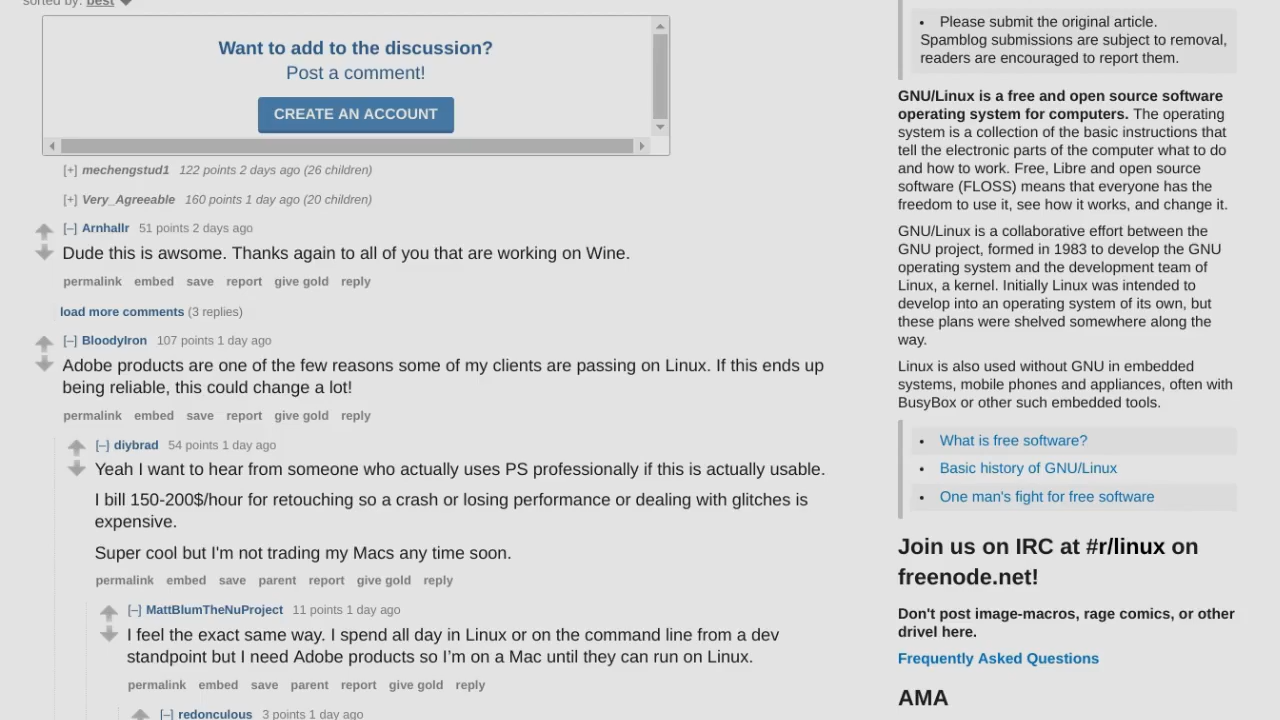 sorted by: best
Want to add to the discussion?
Post a comment!
CREATE AN ACCOUNT
[+] mechengstud1 122 points 2 days ago (26 children)
[+] Very_Agreeable 160 points 1 day ago (20 children)
[–] Arnhallr 51 points 2 days ago
Dude this is awsome. Thanks again to all of you that are working on Wine.
permalink embed save report give gold reply
load more comments (3 replies)
[–] BloodyIron 107 points 1 day ago
Adobe products are one of the few reasons some of my clients are passing on Linux. If this ends up
being reliable, this could change a lot!
permalink embed save report give gold reply
[–] diybrad 54 points 1 day ago
Yeah I want to hear from someone who actually uses PS professionally if this is actually usable.
I bill 150-200$/hour for retouching so a crash or losing performance or dealing with glitches is
expensive.
Super cool but I'm not trading my Macs any time soon.
permalink embed save parent report give gold reply
[–] MattBlumTheNuProject 11 points 1 day ago
I feel the exact same way. I spend all day in Linux or on the command line from a dev
standpoint but I need Adobe products so I'm on a Mac until they can run on Linux.
permalink embed save parent report give gold reply
[–] redonculous 3 points 1 day ago
• Please submit the original article.
Spamblog submissions are subject to removal,
readers are encouraged to report them.
GNU/Linux is a free and open source software
operating system for computers. The operating
system is a collection of the basic instructions that
tell the electronic parts of the computer what to do
and how to work. Free, Libre and open source
software (FLOSS) means that everyone has the
freedom to use it, see how it works, and change it.
GNU/Linux is a collaborative effort between the
GNU project, formed in 1983 to develop the GNU
operating system and the development team of
Linux, a kernel. Initially Linux was intended to
develop into an operating system of its own, but
these plans were shelved somewhere along the
way.
Linux is also used without GNU in embedded
systems, mobile phones and appliances, often with
BusyBox or other such embedded tools.
• What is free software?
• Basic history of GNU/Linux
• One man's fight for free software
Join us on IRC at #r/linux on
freenode.net!
Don't post image-macros, rage comics, or other
drivel here.
Frequently Asked Questions
AMA